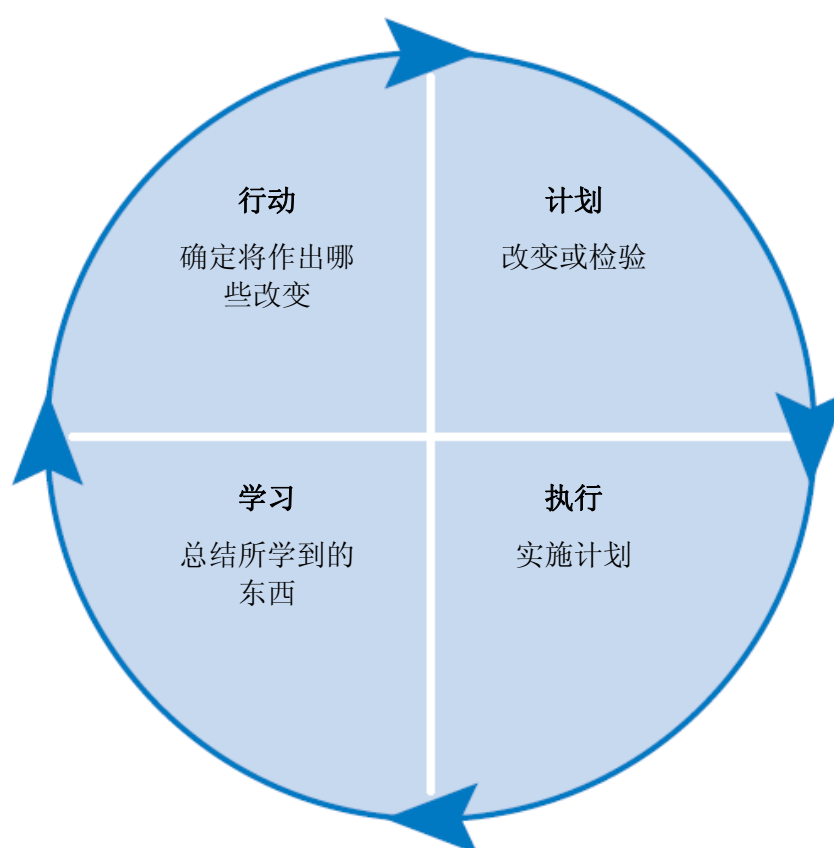 行动
确定将作出哪
些改变
计划
改变或检验
学习
总结所学到的
东西
执行
实施计划